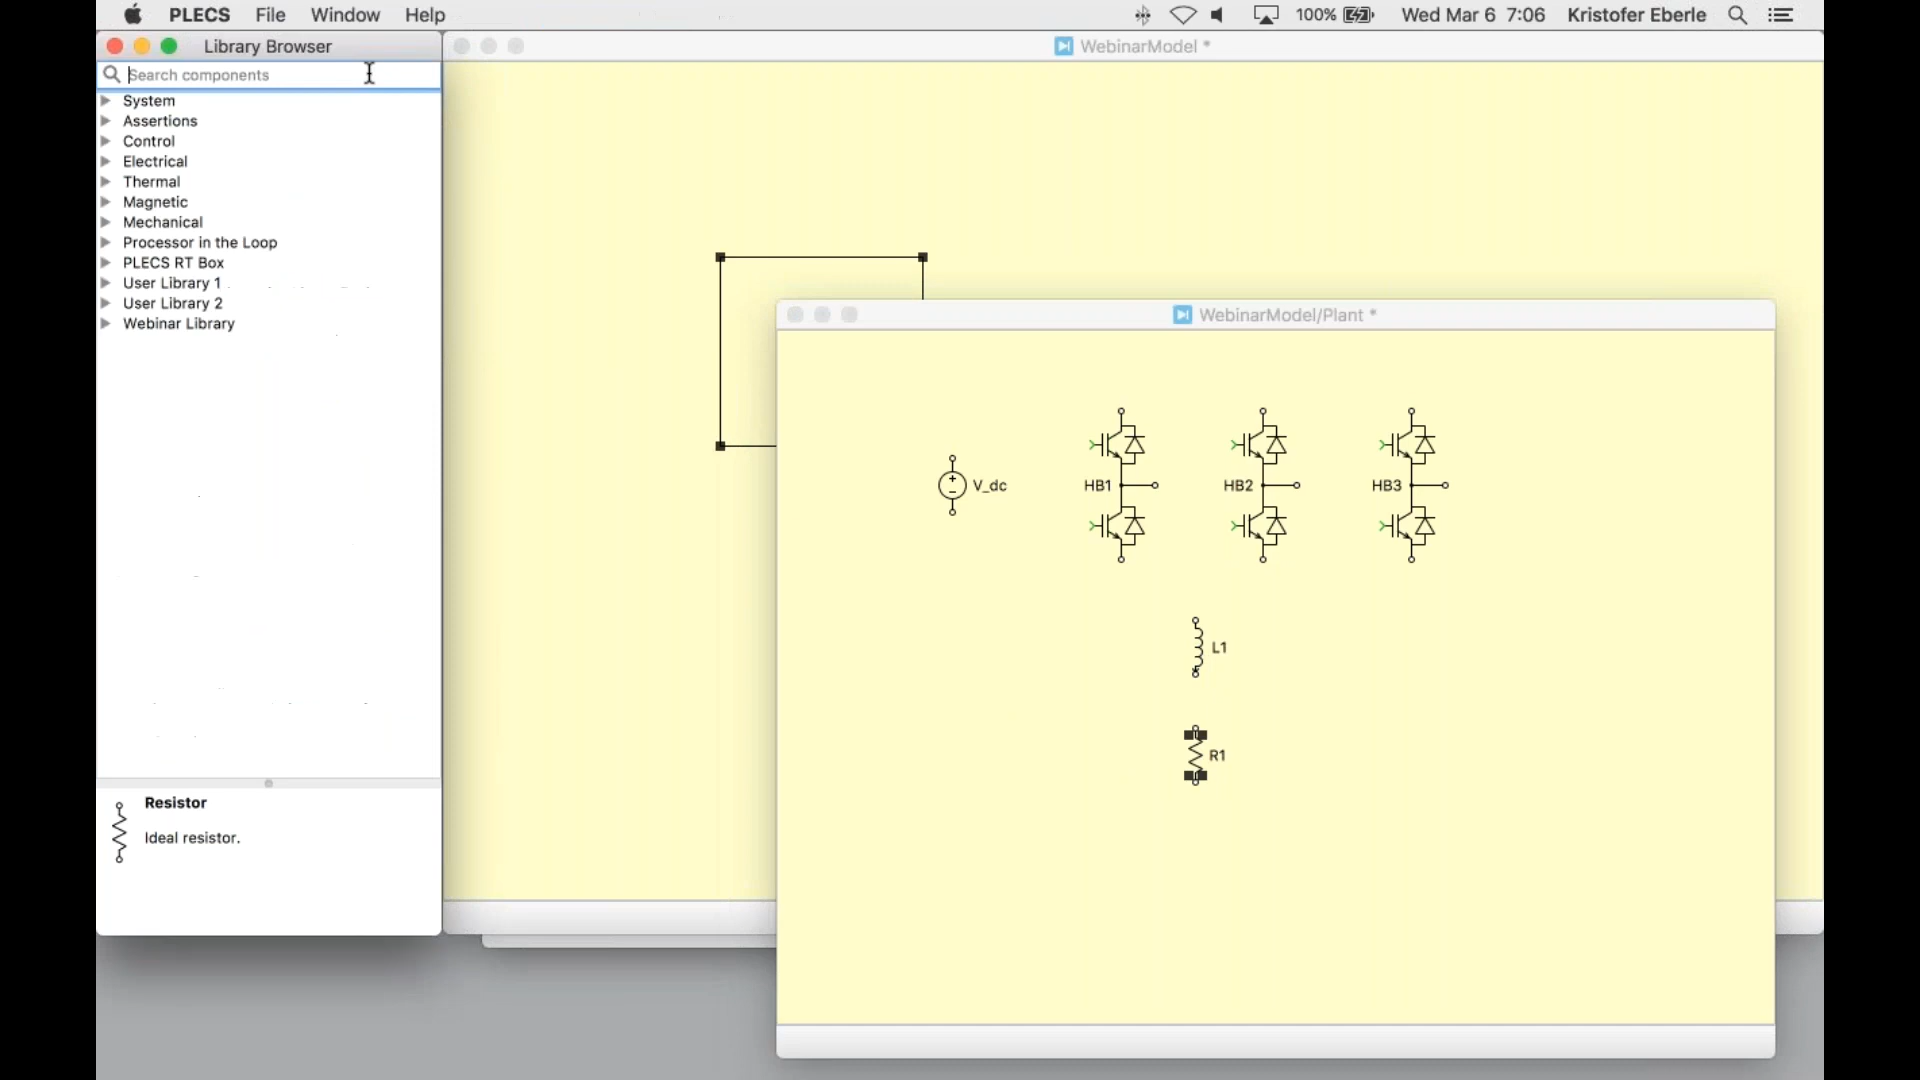 PLECS File Window Help 100% Wed Mar 6 7:06 Kristofer Eberle
Library Browser
WebinarModel *
Search components
System
Assertions
Control
Electrical
Thermal
Magnetic
Mechanical
Processor in the Loop
PLECS RT Box
User Library 1
User Library 2
Webinar Library
Resistor
Ideal resistor.
WebinarModel/Plant *
V_dc
HB1
HB2
HB3
L1
R1